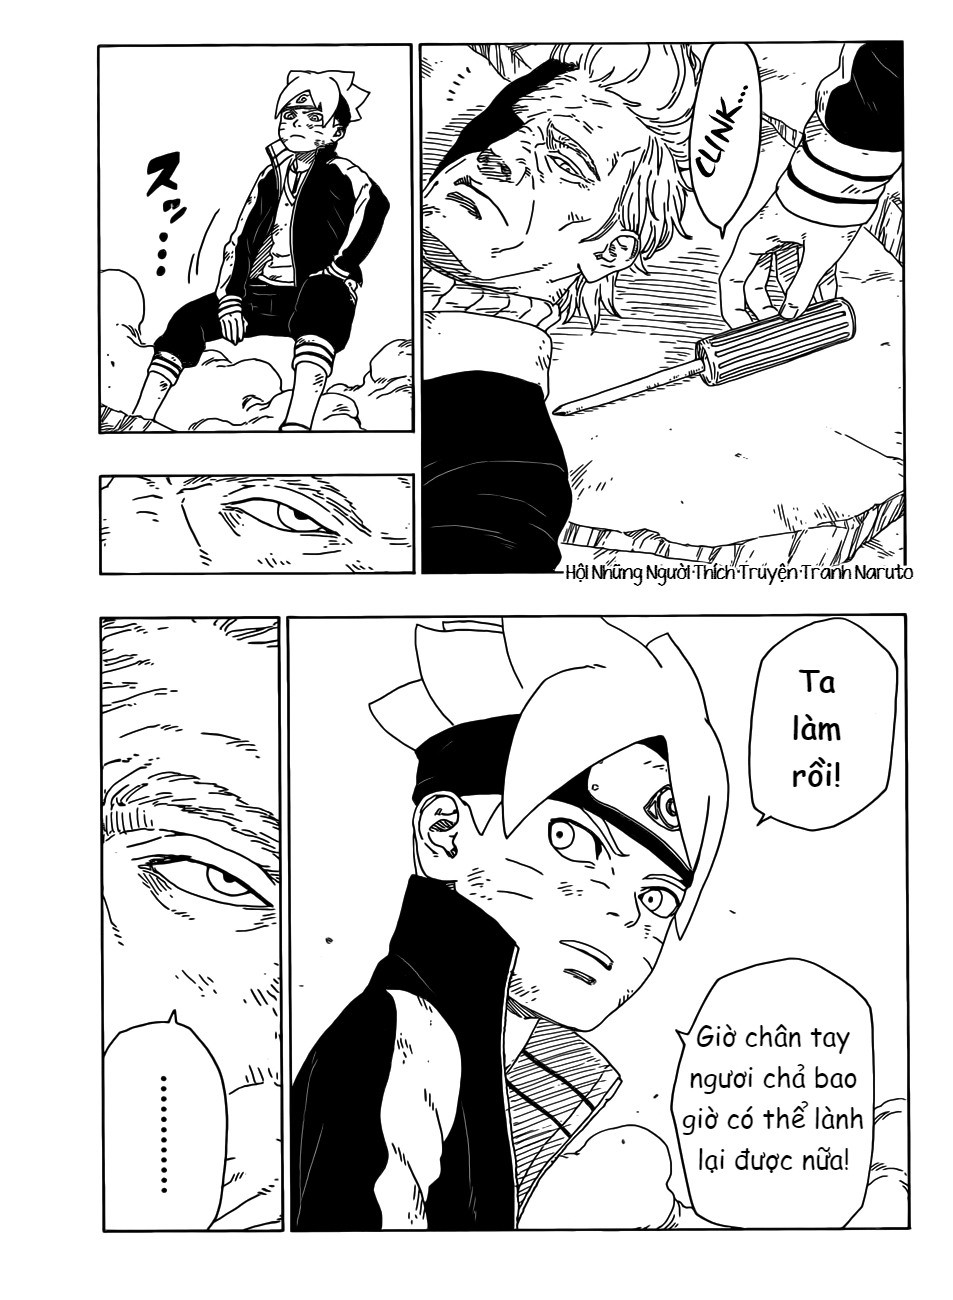 スッ…
CLINK...
Hội Những Người Thích Truyện Tranh Naruto
Ta
làm
rồi!
Giờ chân tay
ngươi chả bao
giờ có thể lành
lại được nữa!
..........